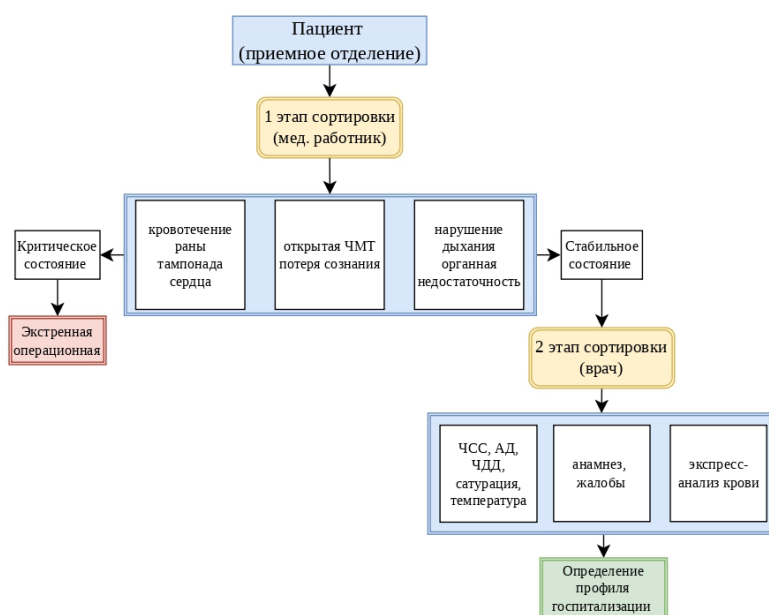 Пациент
(приемное отделение)
1 этап сортировки
(мед. работник)
Критическое
состояние
кровотечение
раны
тампонада
сердца
открытая ЧМТ
потеря сознания
нарушение
дыхания
органная
недостаточность
Стабильное
состояние
Экстренная
операционная
2 этап сортировки
(врач)
ЧСС, АД,
ЧДД,
сатурация,
температура
анамнез,
жалобы
экспресс-
анализ крови
Определение
профиля
госпитализации